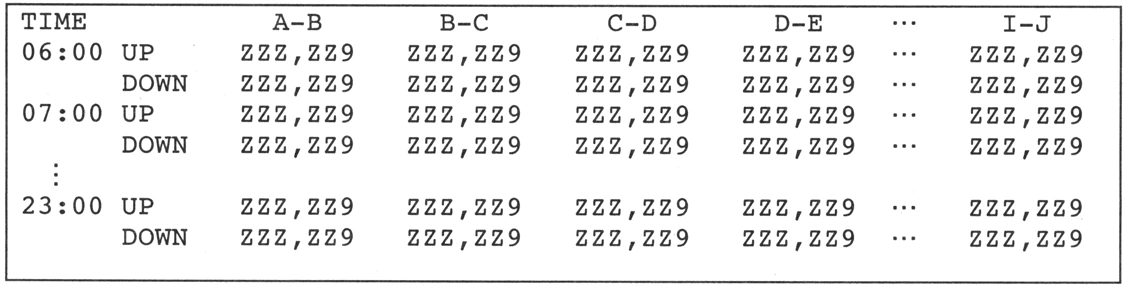 TIME A-B B-C C-D D-E ... I-J
06:00 UP ZZZ,ZZ9 ZZZ,ZZ9 ZZZ,ZZ9 ZZZ,ZZ9 ... ZZZ,ZZ9
DOWN ZZZ,ZZ9 ZZZ,ZZ9 ZZZ,ZZ9 ZZZ,ZZ9 ... ZZZ,ZZ9
07:00 UP ZZZ,ZZ9 ZZZ,ZZ9 ZZZ,ZZ9 ZZZ,ZZ9 ... ZZZ,ZZ9
DOWN ZZZ,ZZ9 ZZZ,ZZ9 ZZZ,ZZ9 ZZZ,ZZ9 ... ZZZ,ZZ9
⋮
23:00 UP ZZZ,ZZ9 ZZZ,ZZ9 ZZZ,ZZ9 ZZZ,ZZ9 ... ZZZ,ZZ9
DOWN ZZZ,ZZ9 ZZZ,ZZ9 ZZZ,ZZ9 ZZZ,ZZ9 ... ZZZ,ZZ9